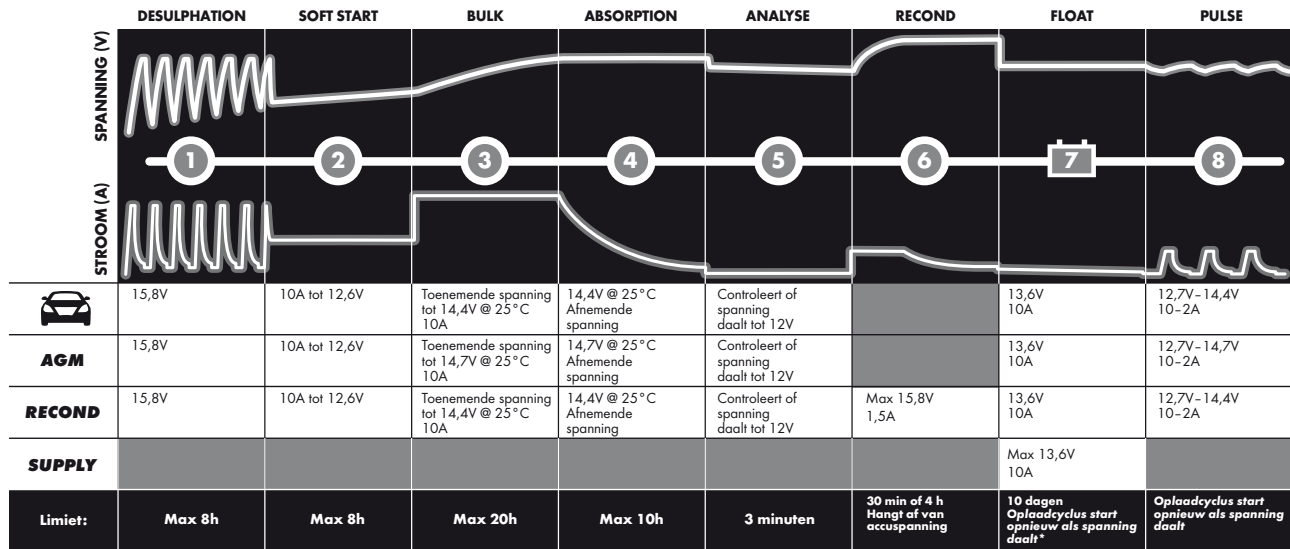 DESULPHATION SOFT START BULK ABSORPTION ANALYSE RECOND FLOAT PULSE
SPANNING (V)
1 2 3 4 5 6 7 8
STROOM (A)
15,8V
10A tot 12,6V
Toenemende spanning
tot 14,4V @ 25°C
10A
14,4V @ 25°C
Afnemende
spanning
Controleert of
spanning
daalt tot 12V
13,6V
10A
12,7V–14,4V
10–2A
AGM
15,8V
10A tot 12,6V
Toenemende spanning
tot 14,7V @ 25°C
10A
14,7V @ 25°C
Afnemende
spanning
Controleert of
spanning
daalt tot 12V
13,6V
10A
12,7V–14,7V
10–2A
RECOND
15,8V
10A tot 12,6V
Toenemende spanning
tot 14,4V @ 25°C
10A
14,4V @ 25°C
Afnemende
spanning
Controleert of
spanning
daalt tot 12V
Max 15,8V
1,5A
13,6V
10A
12,7V–14,4V
10–2A
SUPPLY
Max 13,6V
10A
Limiet:
Max 8h
Max 8h
Max 20h
Max 10h
3 minuten
30 min of 4 h
Hangt af van
accuspanning
10 dagen
Oplaadcyclus start
opnieuw als spanning
daalt*
Oplaadcyclus start
opnieuw als spanning
daalt